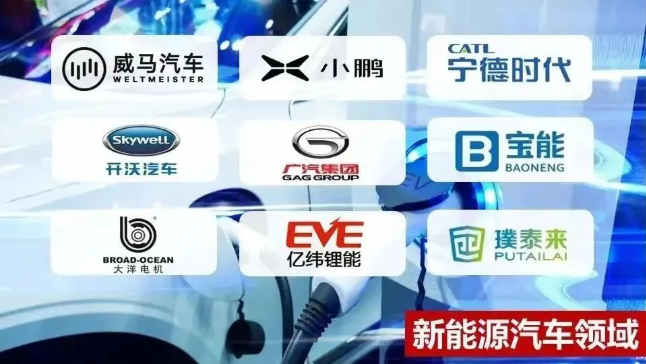 威马汽车
WELTMEISTER
小鹏
CATL
宁德时代
Skywell
开沃汽车
广汽集团
GAG GROUP
B
宝能
BAONENG
BROAD-OCEAN
大洋电机
EVE
亿纬锂能
璞泰来
PUTAILAI
EV
新能源汽车领域